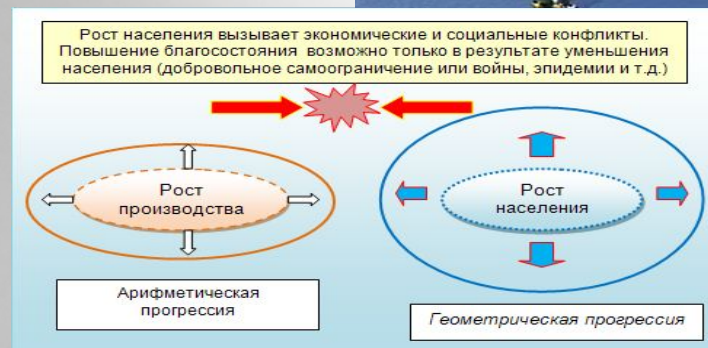 Рост населения вызывает экономические и социальные конфликты.
Повышение благосостояния возможно только в результате уменьшения
населения (добровольное самоограничение или войны, эпидемии и т.д.)
Рост
производства
Рост
населения
Арифметическая
прогрессия
Геометрическая прогрессия